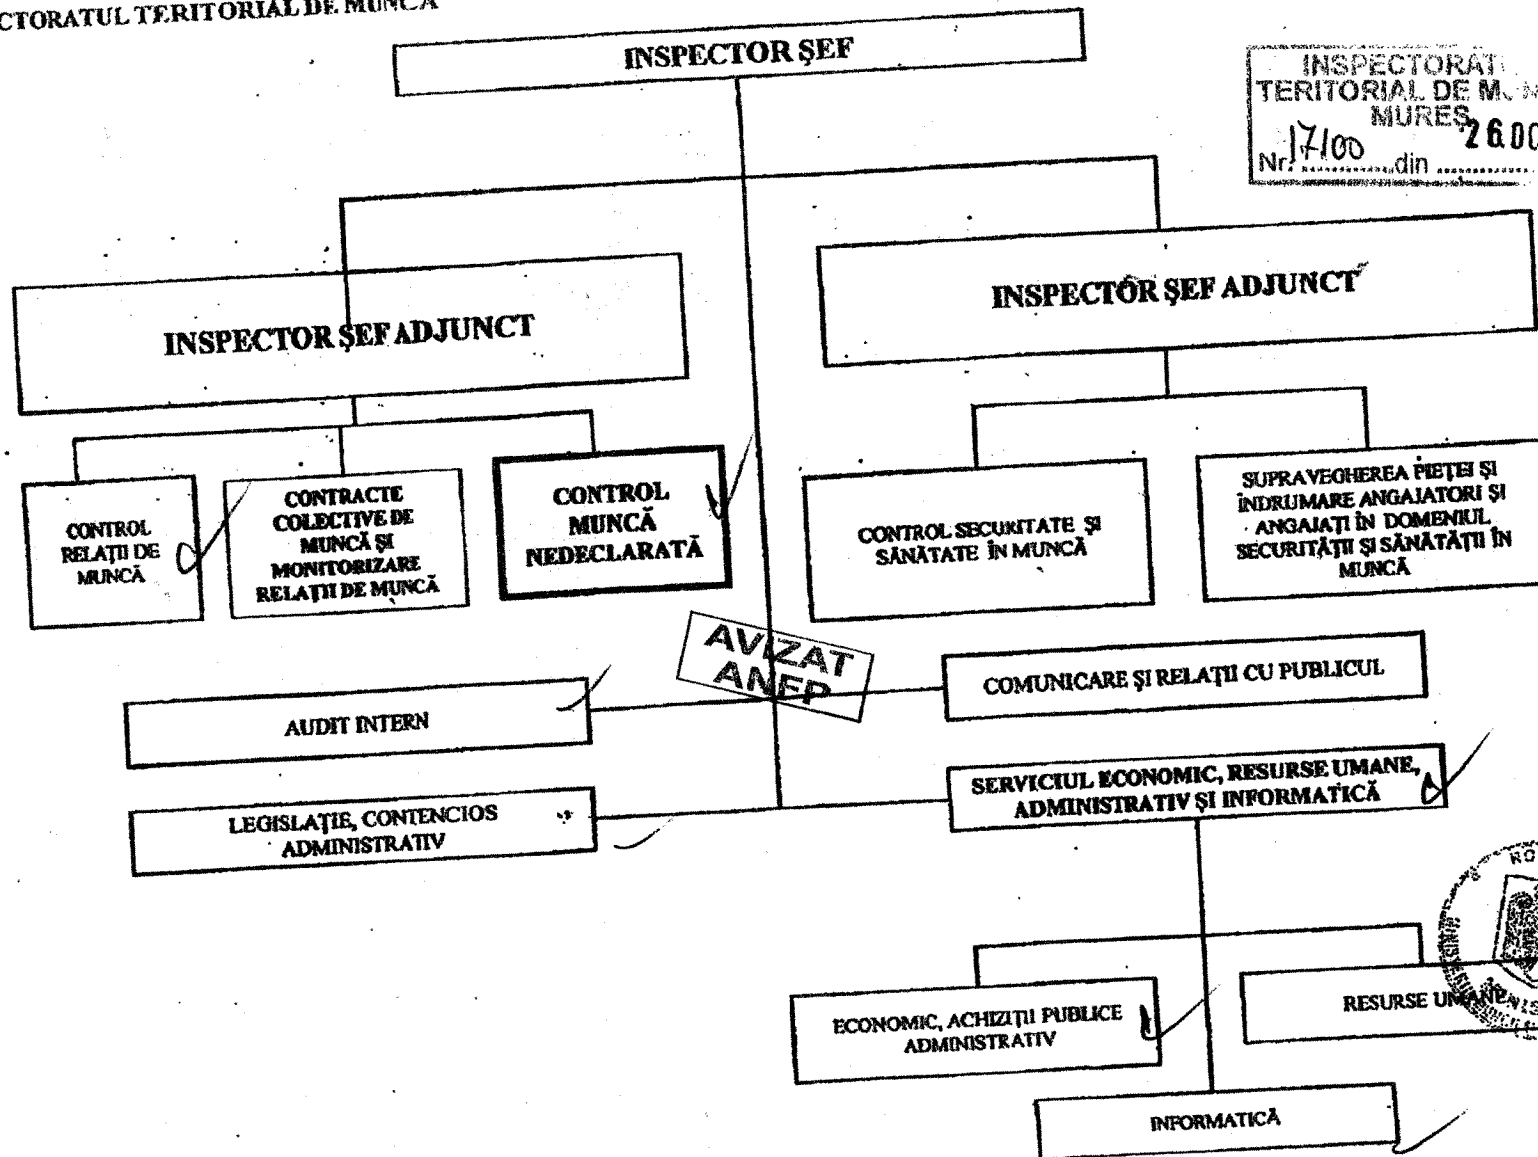 TERITORIAL DE MUNCĂ
INSPECTOR ŞEF
TERITORIAL DE
MUREŞ
Nr. 17100 din
INSPECTOR ŞEF ADJUNCT
INSPECTOR ŞEF ADJUNCT
CONTROL
RELAŢII DE
MUNCĂ
CONTRACTE
COLECTIVE DE
MUNCĂ ŞI
MONITORIZARE
RELAŢII DE MUNCĂ
CONTROL
MUNCĂ
NEDECLARATĂ
CONTROL SECURITATE ŞI
SĂNĂTATE ÎN MUNCĂ
SUPRAVEGHEREA PIEŢEI ŞI
ÎNDRUMARE ANGAJATORI ŞI
ANGAJAŢI ÎN DOMENIUL
SECURITĂŢII ŞI SĂNĂTĂŢII ÎN
MUNCĂ
AVIZAT
ANFP
AUDIT INTERN
COMUNICARE ŞI RELAŢII CU PUBLICUL
LEGISLAŢIE, CONTENCIOS
ADMINISTRATIV
SERVICIUL ECONOMIC, RESURSE UMANE,
ADMINISTRATIV ŞI INFORMATICĂ
ECONOMIC, ACHIZIŢII PUBLICE
ADMINISTRATIV
RESURSE UMANE
INFORMATICĂ